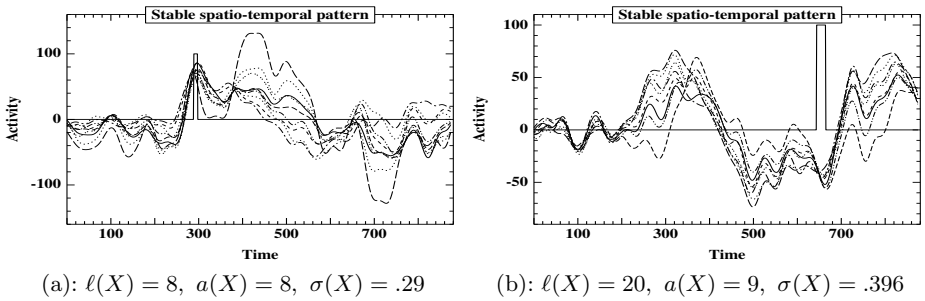 Stable spatio-temporal pattern
Activity
100
0
-100
100 300 500 700
Time
(a): ℓ(X) = 8, a(X) = 8, σ(X) = .29
Stable spatio-temporal pattern
Activity
100
50
0
-50
100 300 500 700
Time
(b): ℓ(X) = 20, a(X) = 9, σ(X) = .396